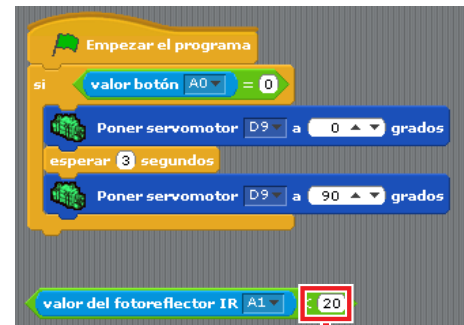 Empezar el programa
si valor botón A0 = 0
Poner servomotor D9 a 0 grados
esperar 3 segundos
Poner servomotor D9 a 90 grados
valor del fotoreflector IR A1 < 20